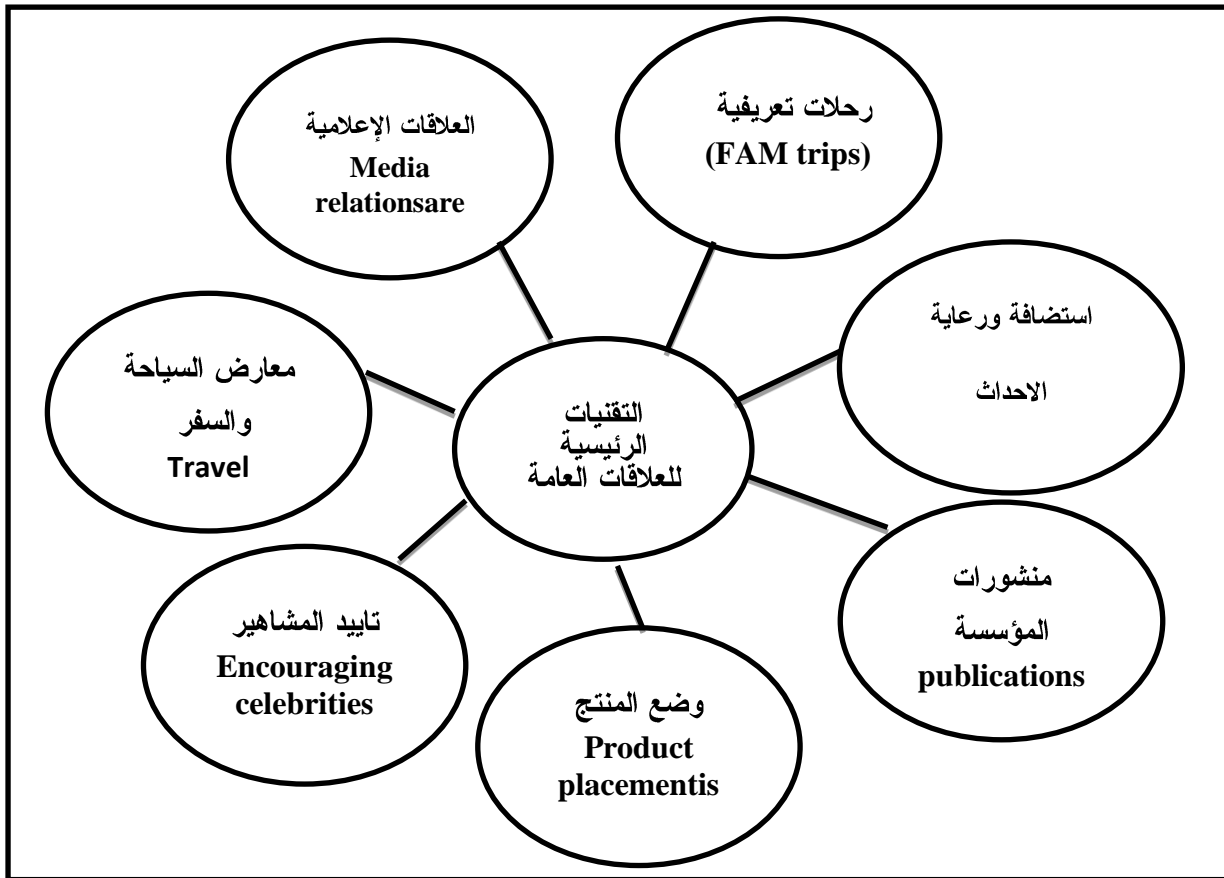 العلاقات الإعلامية
Media
relationsare
رحلات تعريفية
(FAM trips)
استضافة ورعاية
الاحداث
معارض السياحة
والسفر
Travel
التقنيات
الرئيسية
للعلاقات العامة
منشورات
المؤسسة
publications
تاييد المشاهير
Encouraging
celebrities
وضع المنتج
Product
placementis